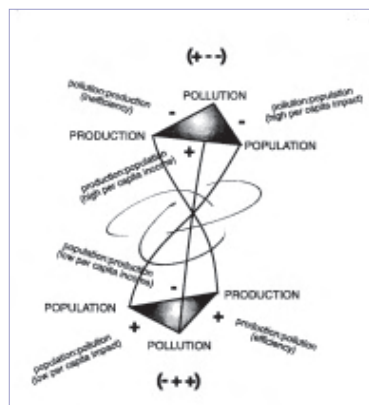 (+--)
pollution:production
(inefficiency)
-
POLLUTION
-
pollution:population
(high per capita impact)
PRODUCTION
+
POPULATION
production:population
(high per capita income)
population:production
(low per capita income)
-
POPULATION
PRODUCTION
+
+
POLLUTION
population:pollution
(low per capita impact)
production:pollution
(efficiency)
(-++)